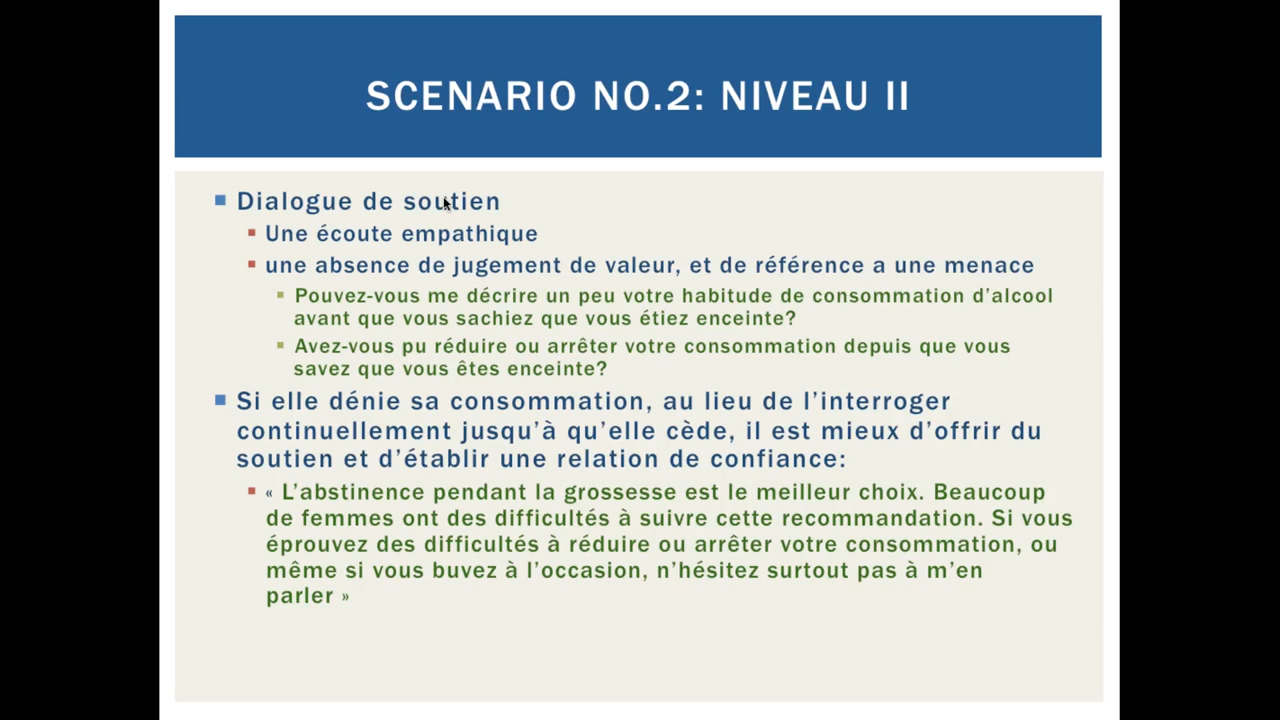 SCENARIO NO.2: NIVEAU II
Dialogue de soutien
Une écoute empathique
une absence de jugement de valeur, et de référence a une menace
Pouvez-vous me décrire un peu votre habitude de consommation d’alcool
avant que vous sachiez que vous étiez enceinte?
Avez-vous pu réduire ou arrêter votre consommation depuis que vous
savez que vous êtes enceinte?
Si elle dénie sa consommation, au lieu de l’interroger
continuellement jusqu’à qu’elle cède, il est mieux d’offrir du
soutien et d’établir une relation de confiance:
« L’abstinence pendant la grossesse est le meilleur choix. Beaucoup
de femmes ont des difficultés à suivre cette recommandation. Si vous
éprouvez des difficultés à réduire ou arrêter votre consommation, ou
même si vous buvez à l’occasion, n’hésitez surtout pas à m’en
parler »